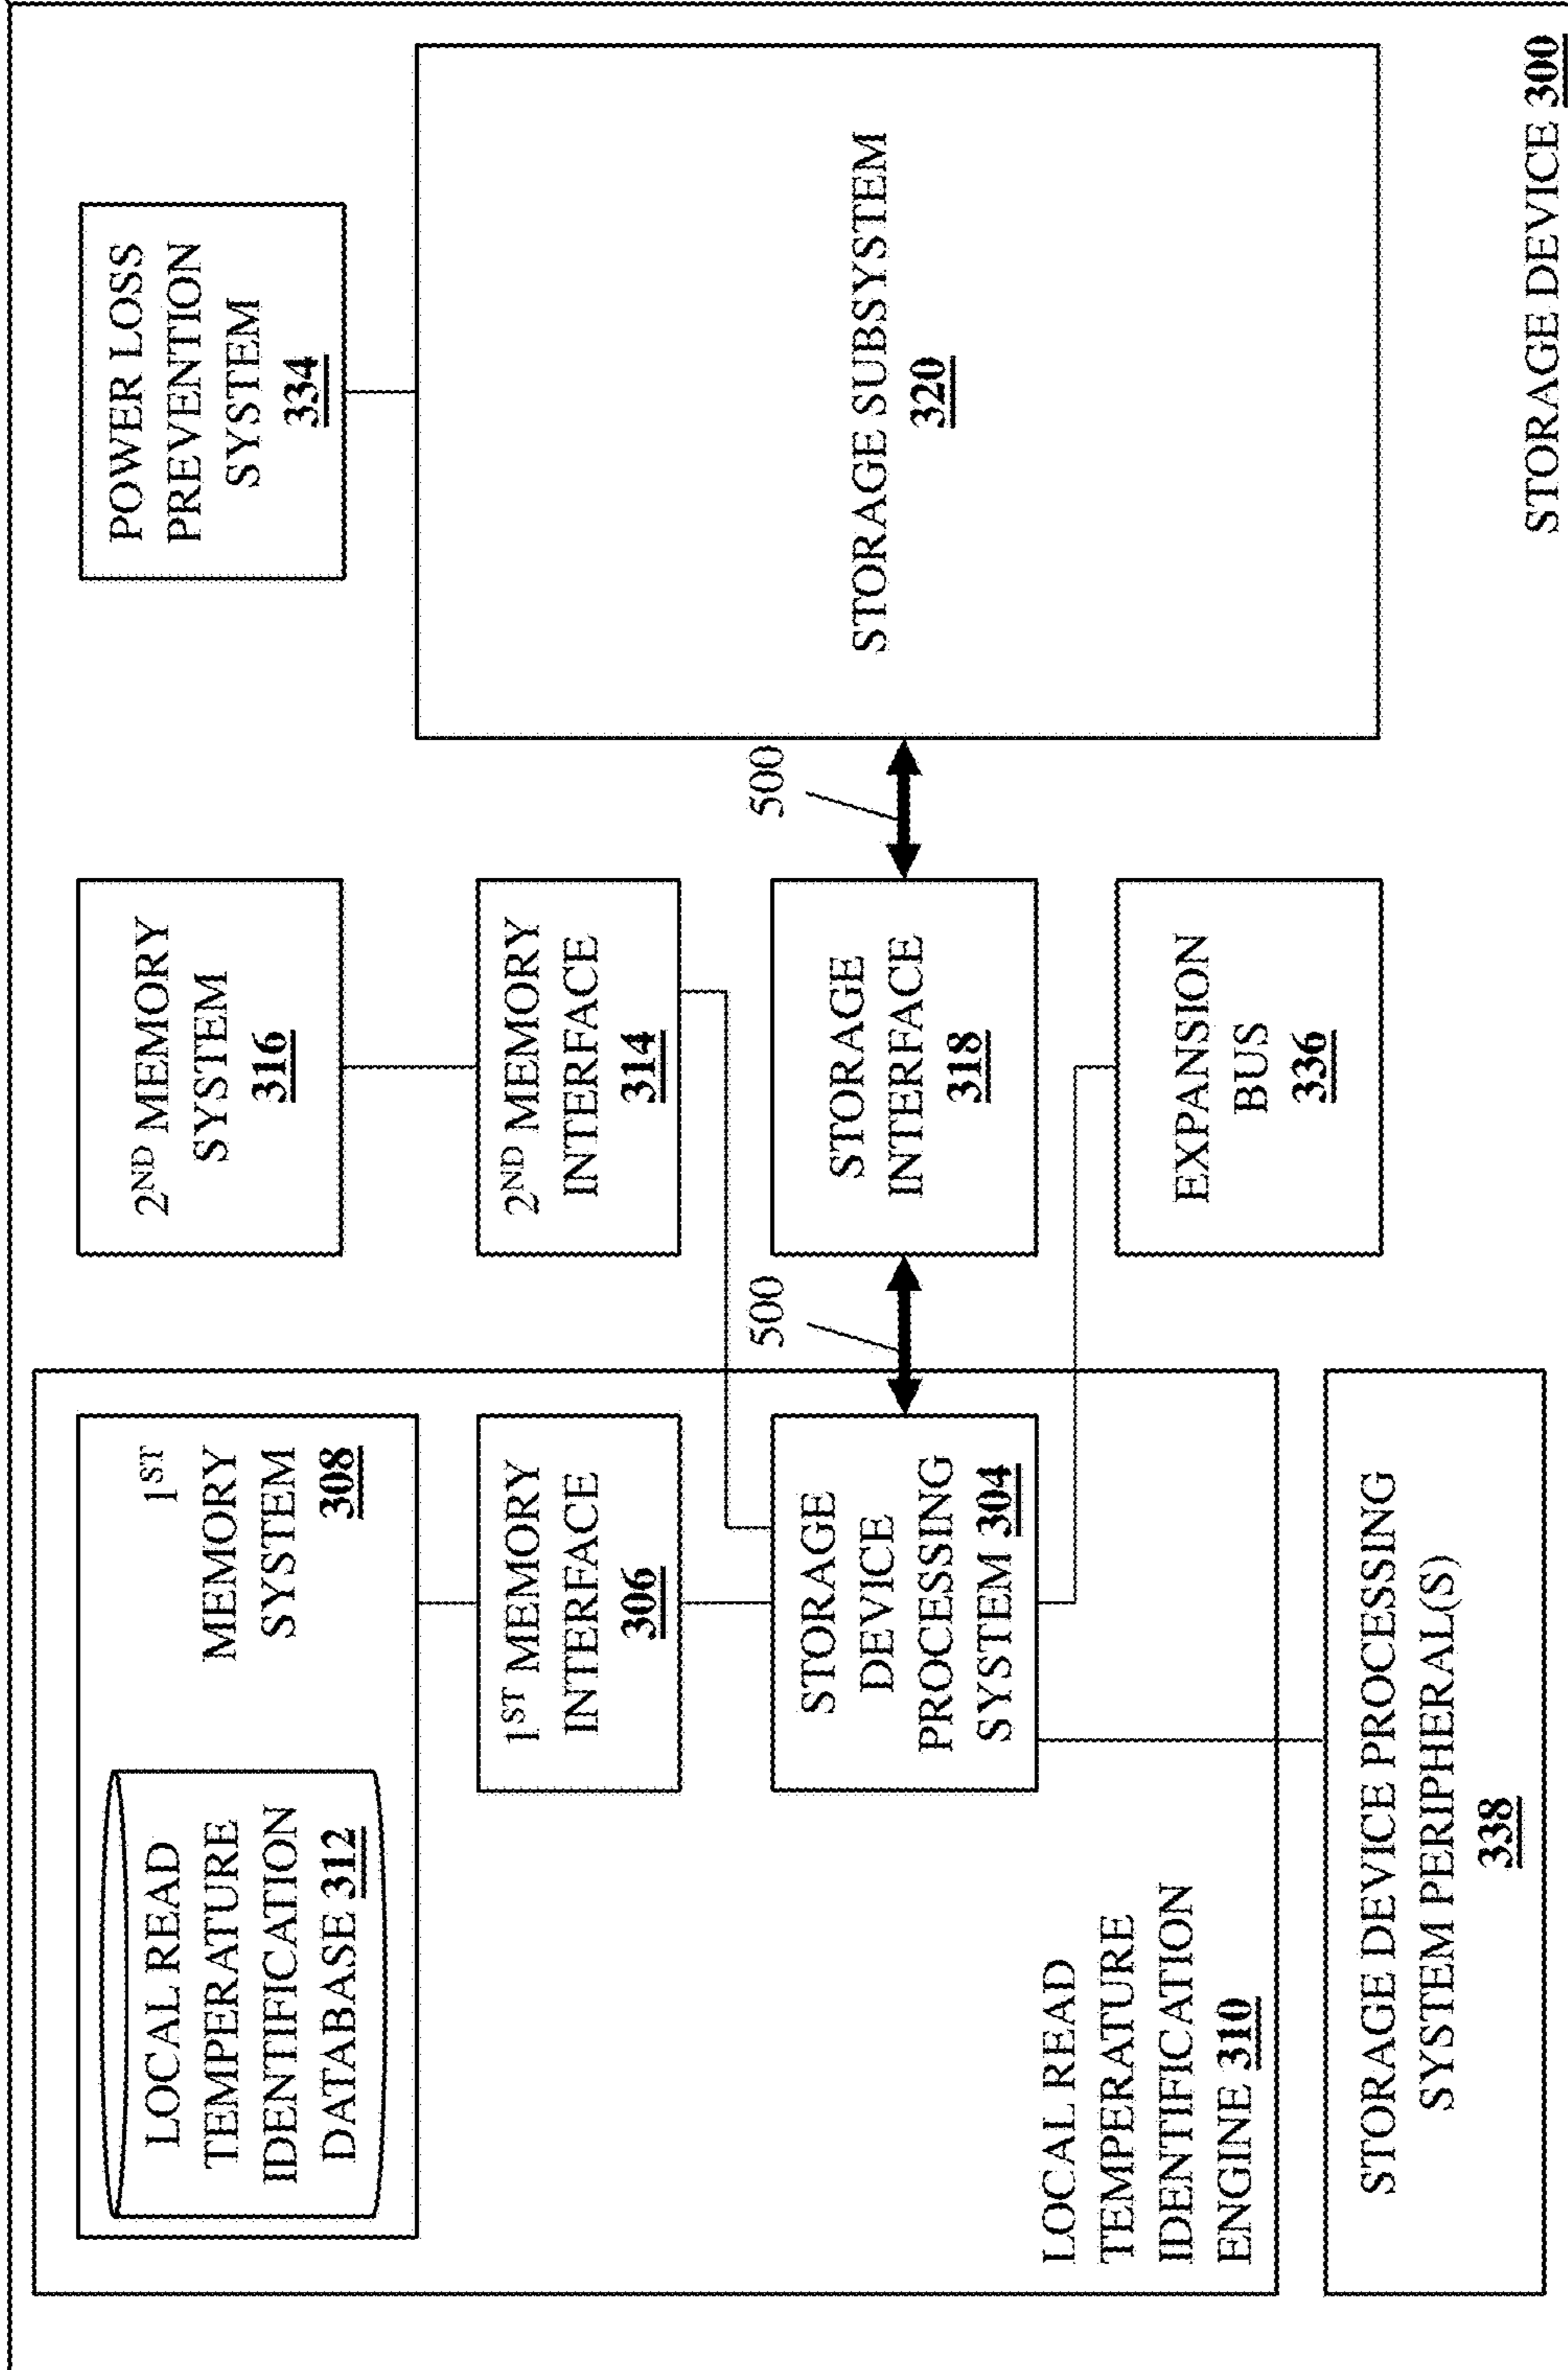 LOCAL READ
TEMPERATURE
IDENTIFICATION
DATABASE 312
1ST
MEMORY
SYSTEM
308
2ND MEMORY
SYSTEM
316
POWER LOSS
PREVENTION
SYSTEM
334
1ST MEMORY
INTERFACE
306
2ND MEMORY
INTERFACE
314
500
500
STORAGE
DEVICE
PROCESSING
SYSTEM 304
STORAGE
INTERFACE
318
STORAGE SUBSYSTEM
320
LOCAL READ
TEMPERATURE
IDENTIFICATION
ENGINE 310
EXPANSION
BUS
336
STORAGE DEVICE PROCESSING
SYSTEM PERIPHERAL(S)
338
STORAGE DEVICE 300